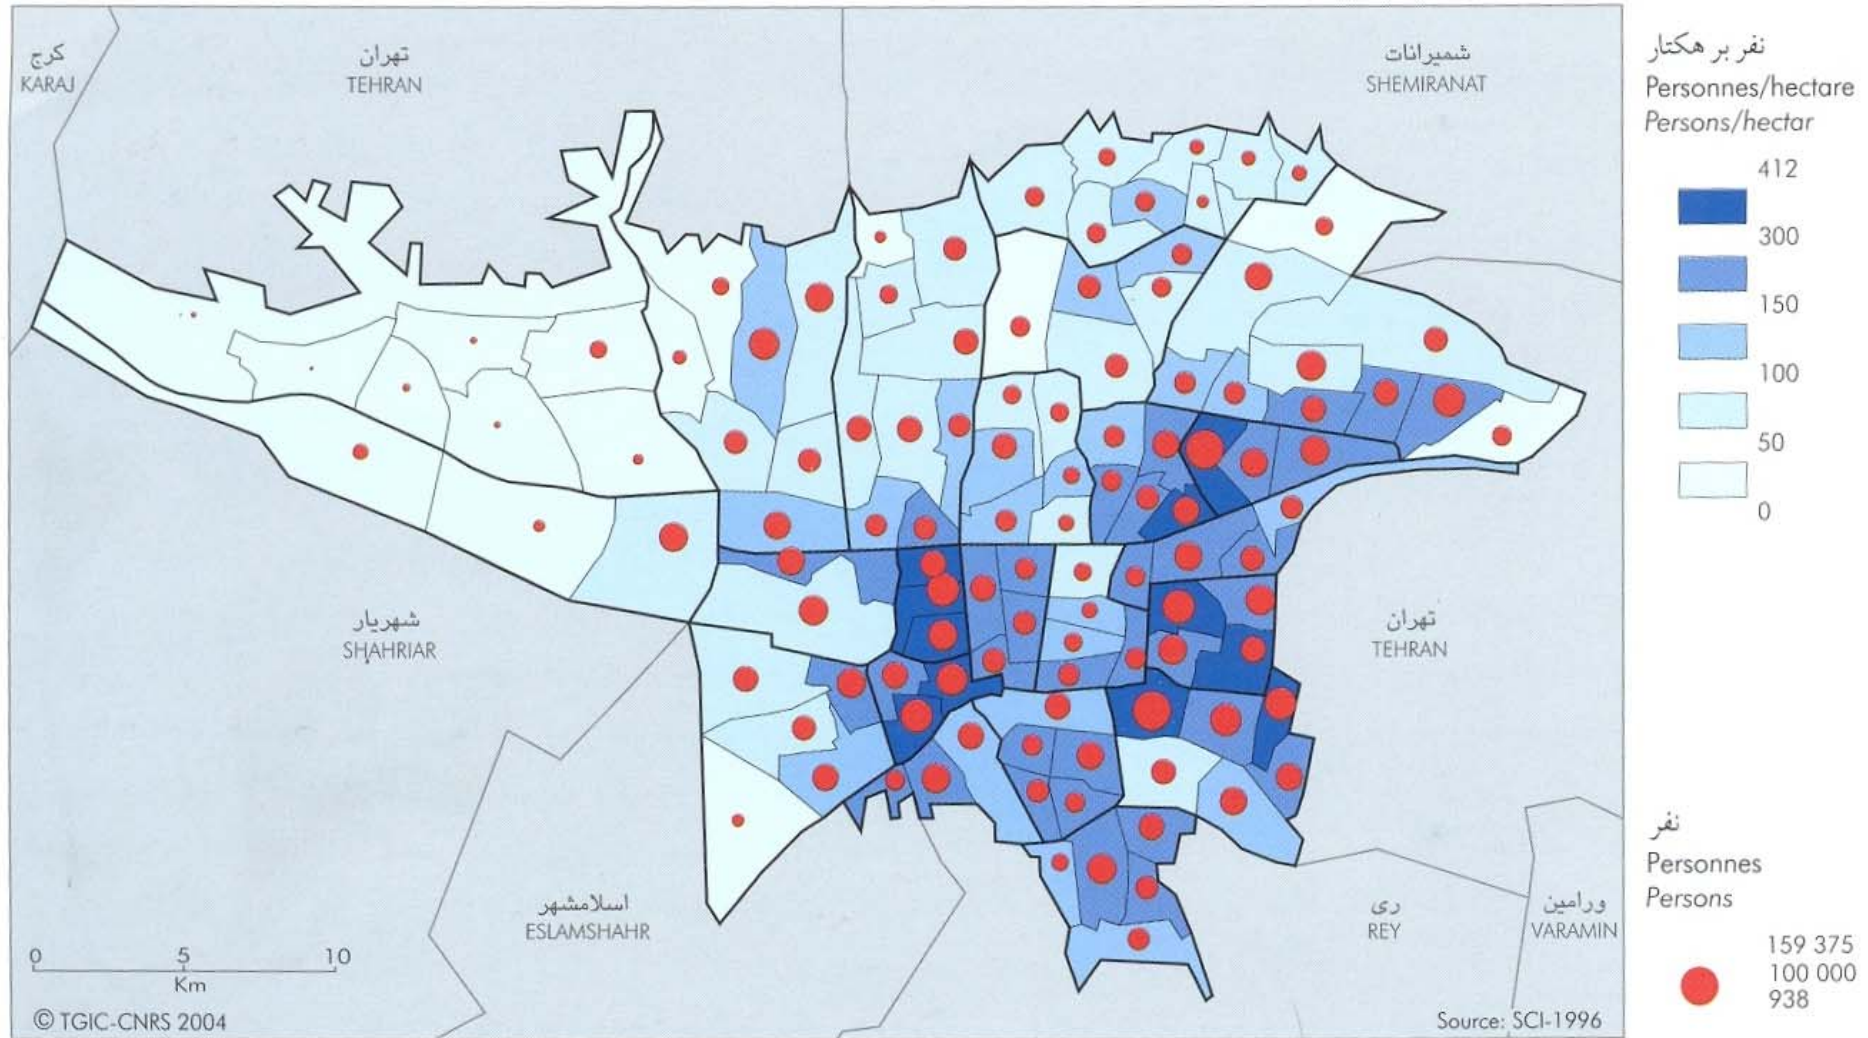 کرج
KARAJ
تهران
TEHRAN
شمیرانات
SHEMIRANAT
نفر بر هکتار
Personnes/hectare
Persons/hectar
412
300
150
100
50
0
شهریار
SHAHRIAR
تهران
TEHRAN
اسلامشهر
ESLAMSHAHR
ری
REY
ورامین
VARAMIN
نفر
Personnes
Persons
159 375
100 000
938
0 5 10
Km
© TGIC-CNRS 2004
Source: SCI-1996